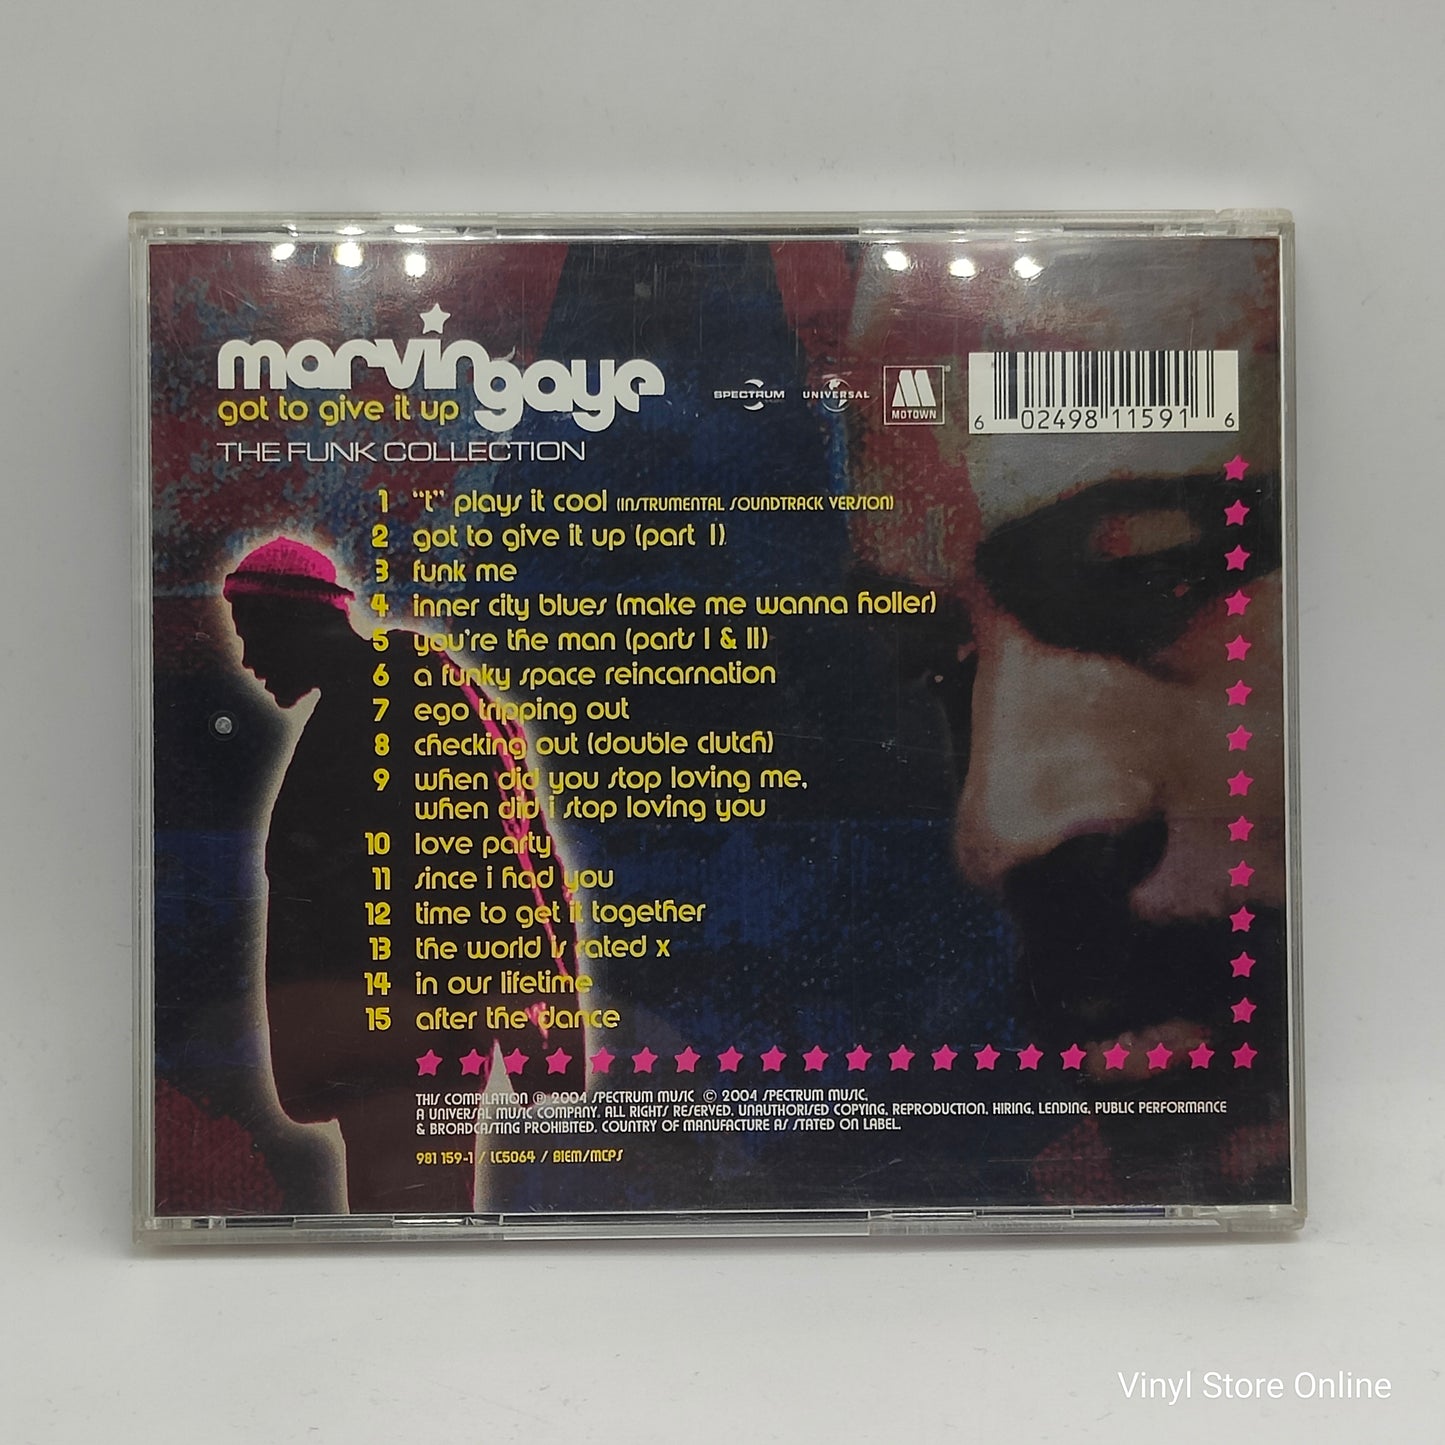 marvin gaye
got to give it up
THE FUNK COLLECTION
SPECTRUM
UNIVERSAL
MOTOWN
6 02498 11591 6
1 “t” plays it cool (INSTRUMENTAL SOUNDTRACK VERSION)
2 got to give it up (part I)
3 funk me
4 inner city blues (make me wanna holler)
5 you're the man (parts I & II)
6 a funky space reincarnation
7 ego tripping out
8 checking out (double clutch)
9 when did you stop loving me,
when did i stop loving you
10 love party
11 since i had you
12 time to get it together
13 the world is rated x
14 in our lifetime
15 after the dance
THIS COMPILATION ℗ 2004 SPECTRUM MUSIC © 2004 SPECTRUM MUSIC,
A UNIVERSAL MUSIC COMPANY. ALL RIGHTS RESERVED. UNAUTHORISED COPYING, REPRODUCTION, HIRING, LENDING, PUBLIC PERFORMANCE
& BROADCASTING PROHIBITED. COUNTRY OF MANUFACTURE AS STATED ON LABEL.
981 159-1 / LC5064 / BIEM/MCPS
Vinyl Store Online